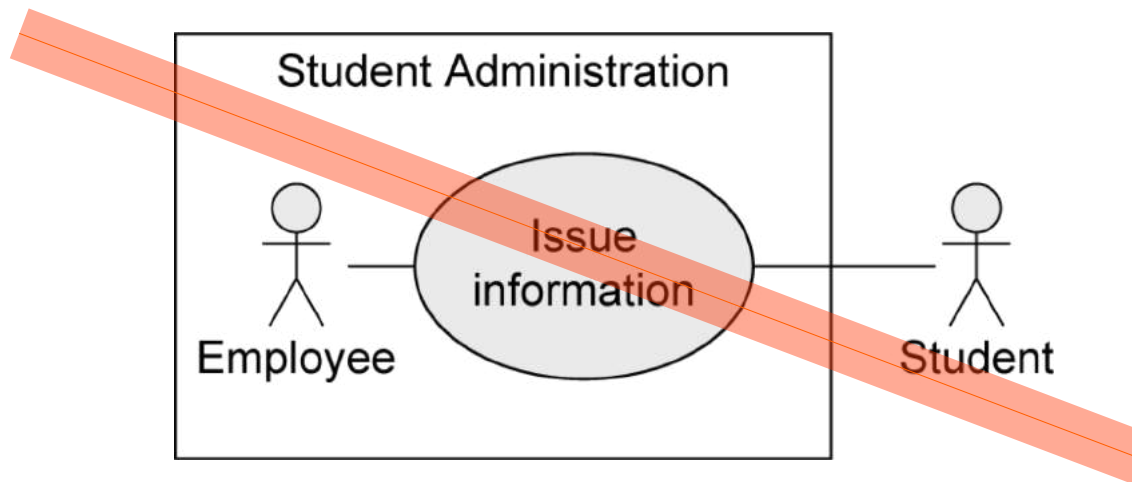 Student Administration
Issue
information
Employee
Student